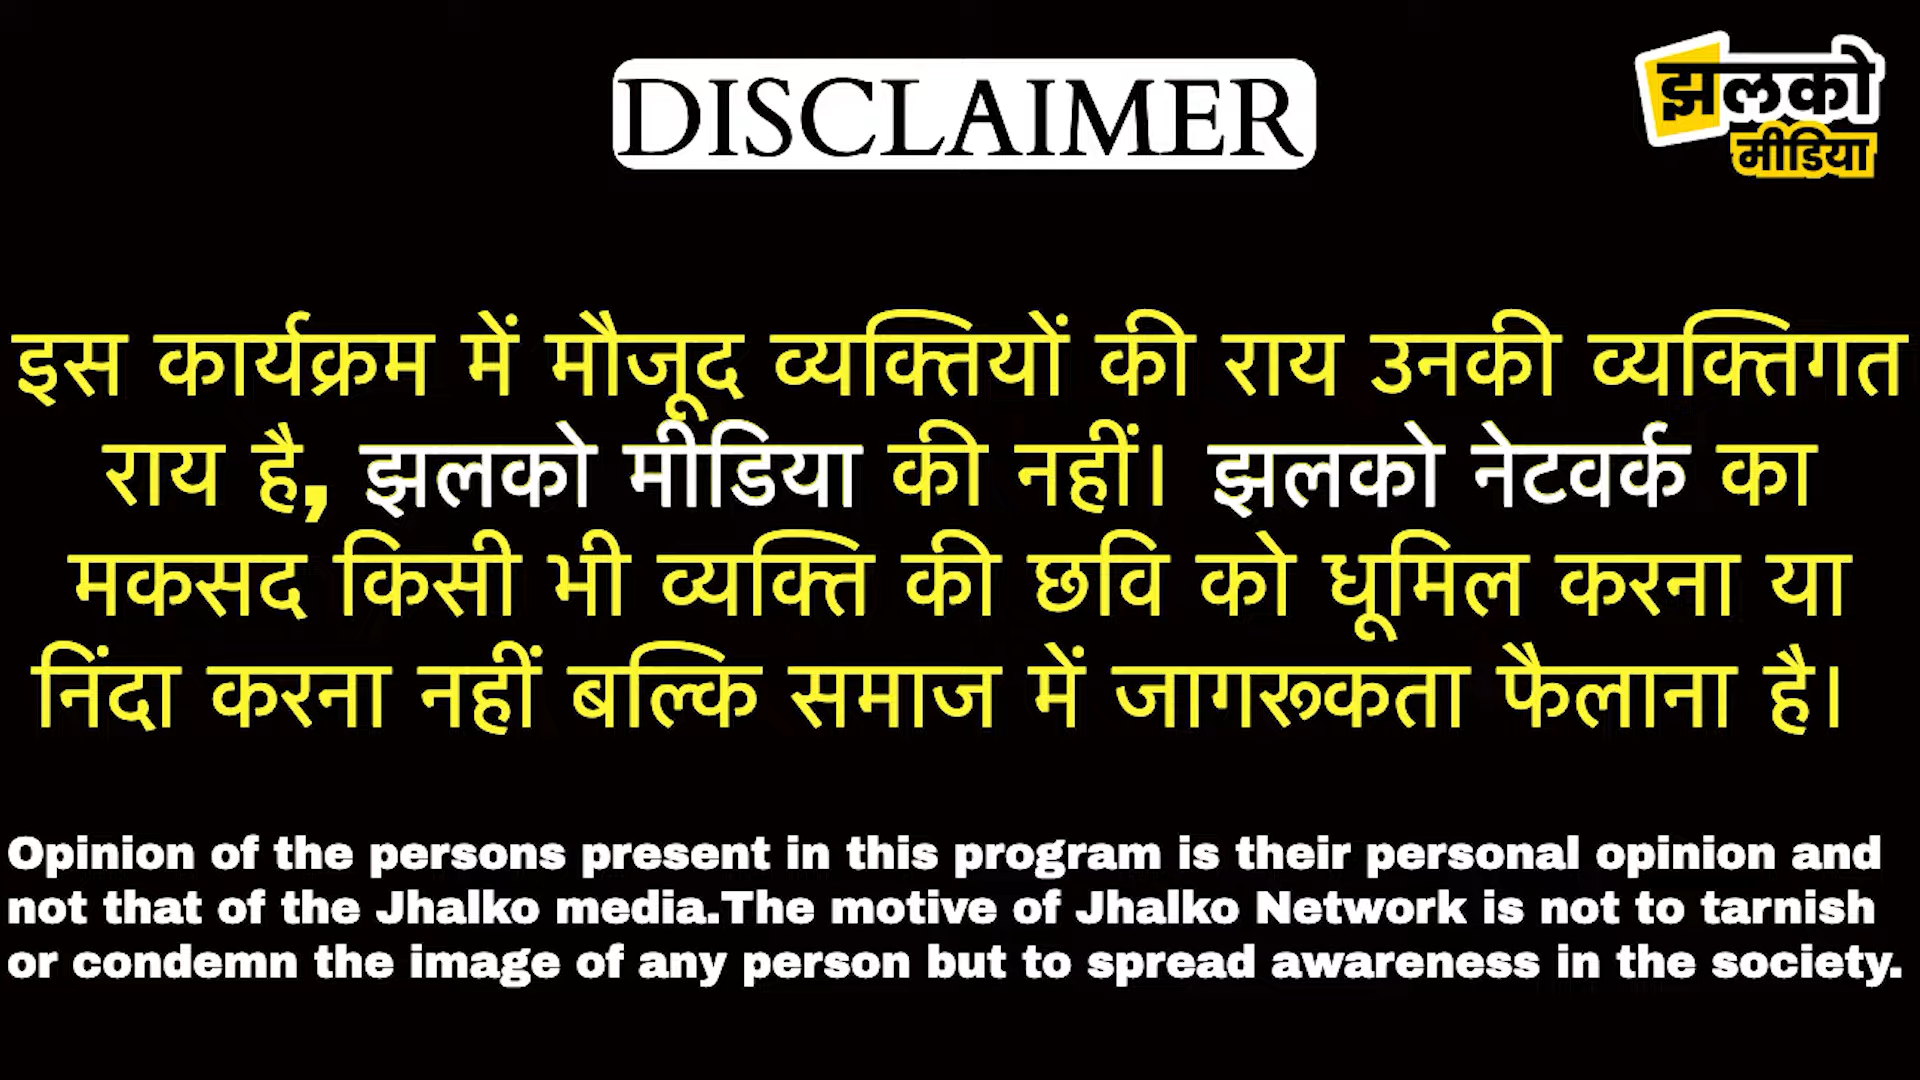 DISCLAIMER
झलको
मीडिया
इस कार्यक्रम में मौजूद व्यक्तियों की राय उनकी व्यक्तिगत
राय है, झलको मीडिया की नहीं। झलको नेटवर्क का
मकसद किसी भी व्यक्ति की छवि को धूमिल करना या
निंदा करना नहीं बल्कि समाज में जागरूकता फैलाना है।
Opinion of the persons present in this program is their personal opinion and
not that of the Jhalko media.The motive of Jhalko Network is not to tarnish
or condemn the image of any person but to spread awareness in the society.